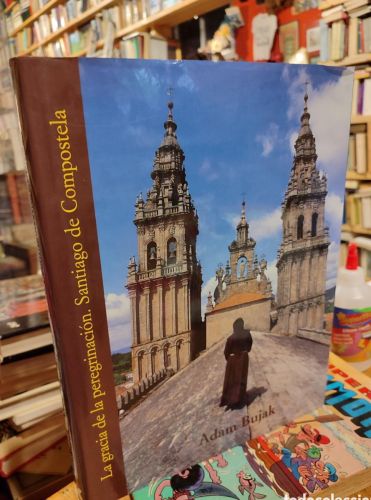 La gracia de la peregrinación. Santiago de Compostela
Adam Bujak
todocoleccion